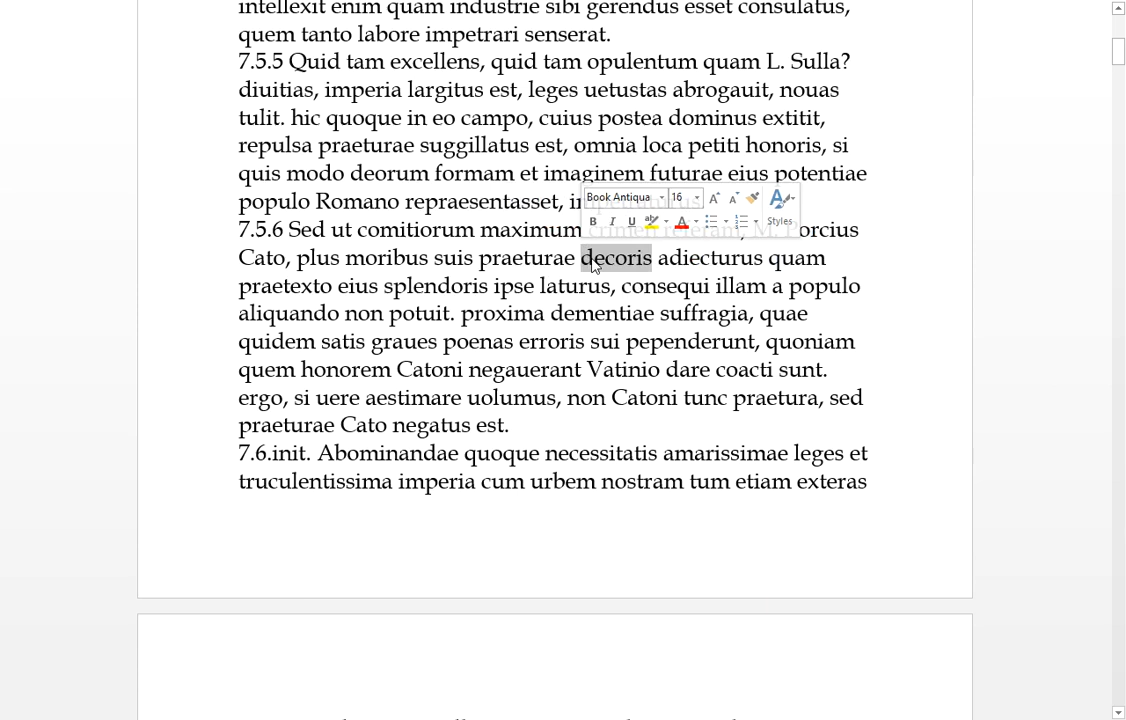 intellexit enim quam industrie sibi gerendus esset consulatus,
quem tanto labore impetrari senserat.
7.5.5 Quid tam excellens, quid tam opulentum quam L. Sulla?
diuitias, imperia largitus est, leges uetustas abrogauit, nouas
tulit. hic quoque in eo campo, cuius postea dominus extitit,
repulsa praeturae suggillatus est, omnia loca petiti honoris, si
quis modo deorum formam et imaginem futurae eius potentiae
populo Romano repraesentasset,
Book Antiqua 16
B I U ab A Styles
7.5.6 Sed ut comitiorum maximum crimen referam, M. Porcius
Cato, plus moribus suis praeturae decoris adiecturus quam
praetexto eius splendoris ipse laturus, consequi illam a populo
aliquando non potuit. proxima dementiae suffragia, quae
quidem satis graues poenas erroris sui pependerunt, quoniam
quem honorem Catoni negauerant Vatinio dare coacti sunt.
ergo, si uere aestimare uolumus, non Catoni tunc praetura, sed
praeturae Cato negatus est.
7.6.init. Abominandae quoque necessitatis amarissimae leges et
truculentissima imperia cum urbem nostram tum etiam exteras